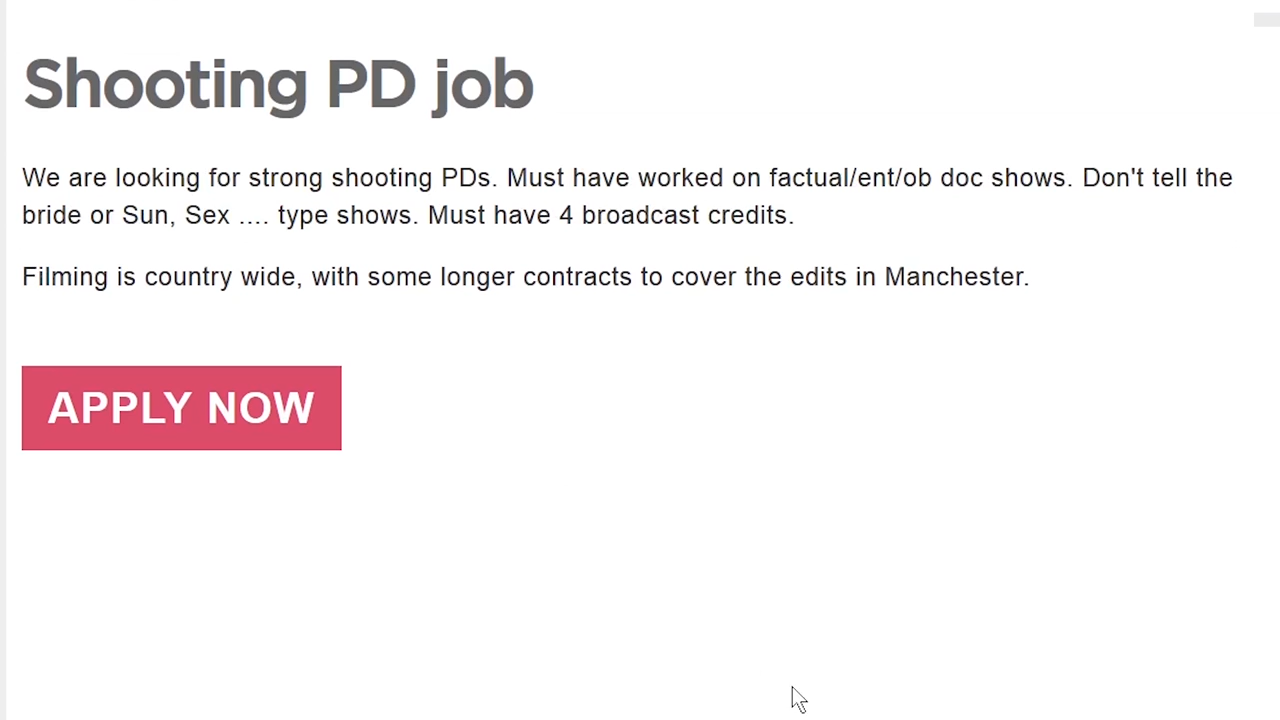 Shooting PD job
We are looking for strong shooting PDs. Must have worked on factual/ent/ob doc shows. Don't tell the
bride or Sun, Sex .... type shows. Must have 4 broadcast credits.
Filming is country wide, with some longer contracts to cover the edits in Manchester.
APPLY NOW